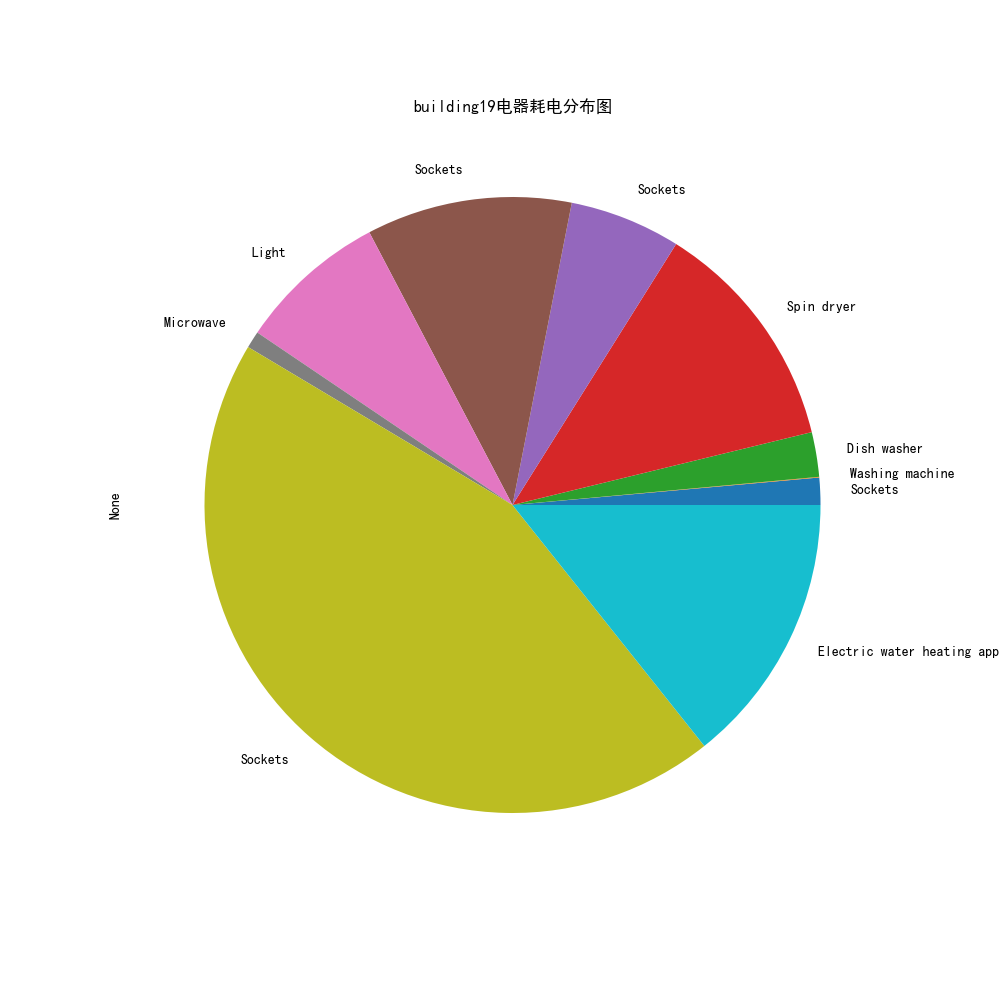 building19电器耗电分布图
Sockets
Sockets
Light
Spin dryer
Microwave
Dish washer
Washing machine
Sockets
None
Electric water heating app
Sockets